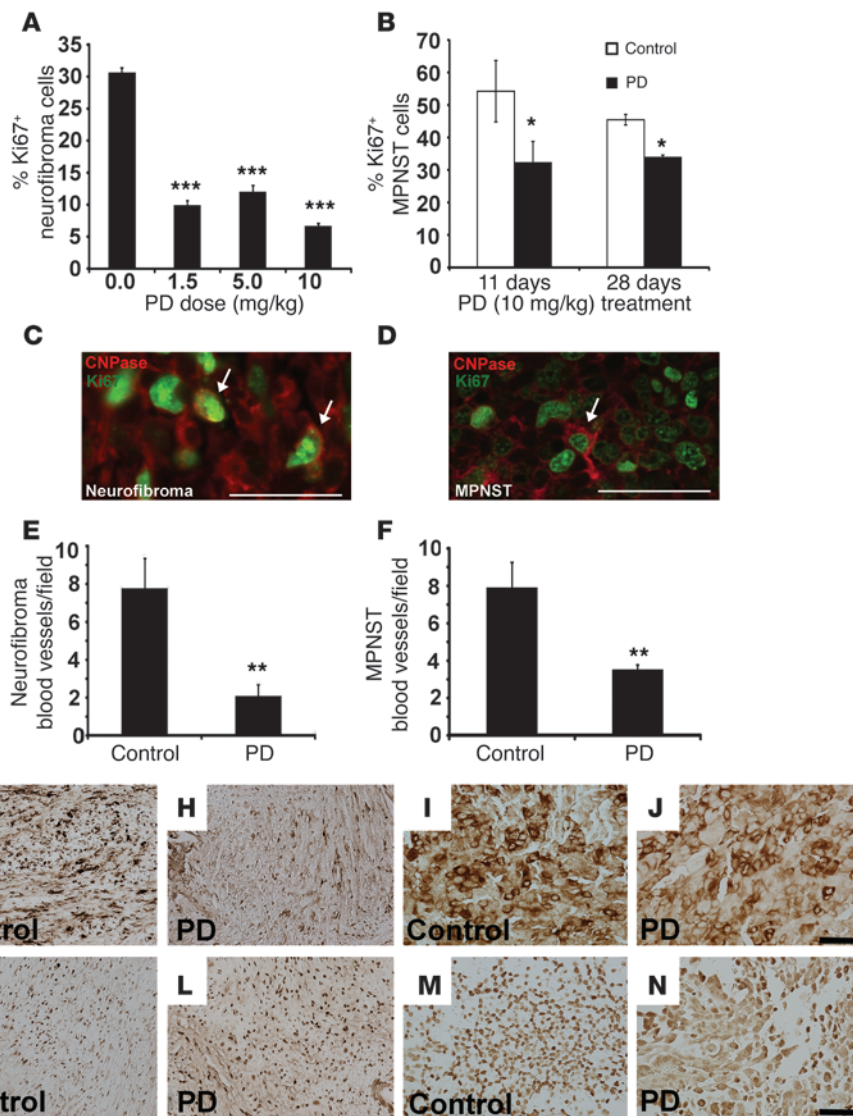 A
35
30
25
20
15
10
5
0
% Ki67+
neurofibroma cells
***
***
***
0.0 1.5 5.0 10
PD dose (mg/kg)
B
70
60
50
40
30
20
10
0
% Ki67+
MPNST cells
Control
PD
*
*
11 days 28 days
PD (10 mg/kg) treatment
C
CNPase
Ki67
Neurofibroma
D
CNPase
Ki67
MPNST
E
10
8
6
4
2
0
Neurofibroma
blood vessels/field
**
Control PD
F
10
8
6
4
2
0
MPNST
blood vessels/field
**
Control PD
trol
H
PD
I
Control
J
PD
trol
L
PD
M
Control
N
PD